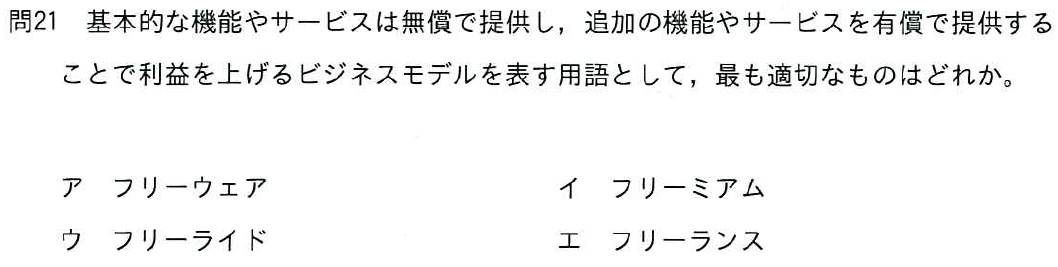 問21 基本的な機能やサービスは無償で提供し，追加の機能やサービスを有償で提供する
ことで利益を上げるビジネスモデルを表す用語として，最も適切なものはどれか。
ア フリーウェア イ フリーミアム
ウ フリーライド エ フリーランス